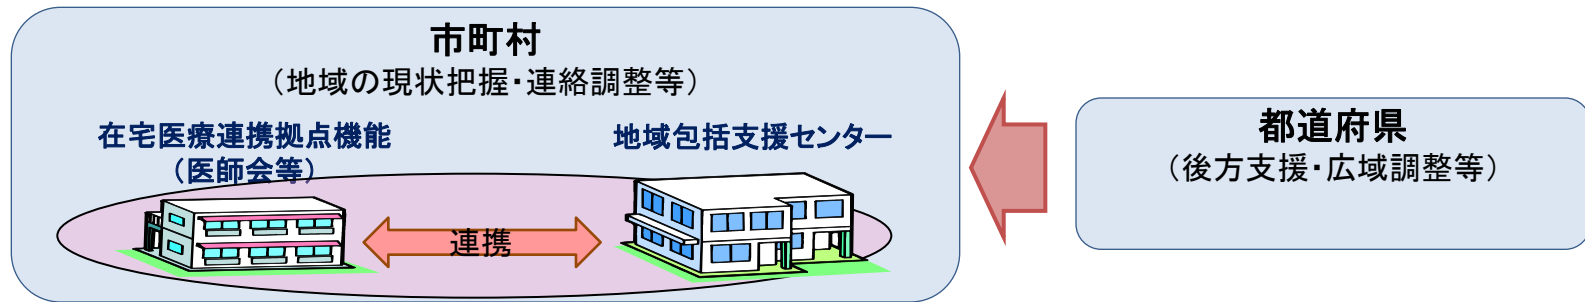 市町村
（地域の現状把握・連絡調整等）
在宅医療連携拠点機能
（医師会等）
地域包括支援センター
連携
都道府県
（後方支援・広域調整等）